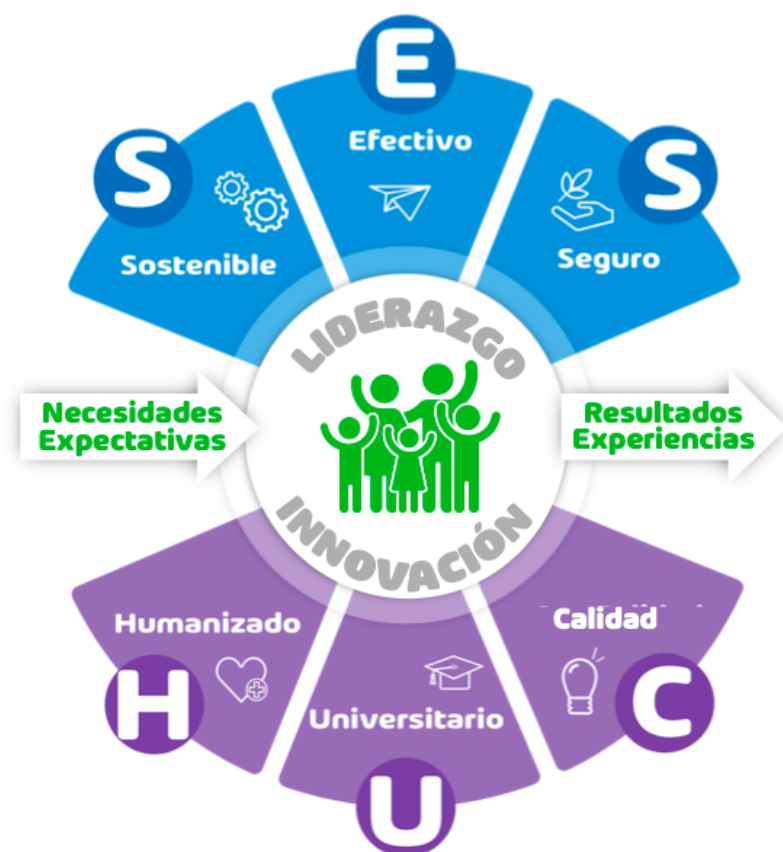 E
Efectivo
S
Sostenible
S
Seguro
LIDERAZGO
Necesidades
Expectativas
Resultados
Experiencias
INNOVACIÓN
Humanizado
H
Universitario
U
Calidad
C